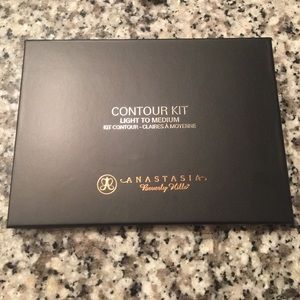 CONTOUR KIT
LIGHT TO MEDIUM
KIT CONTOUR - CLAIRES À MOYENNE
ANASTASIA
Beverly Hills